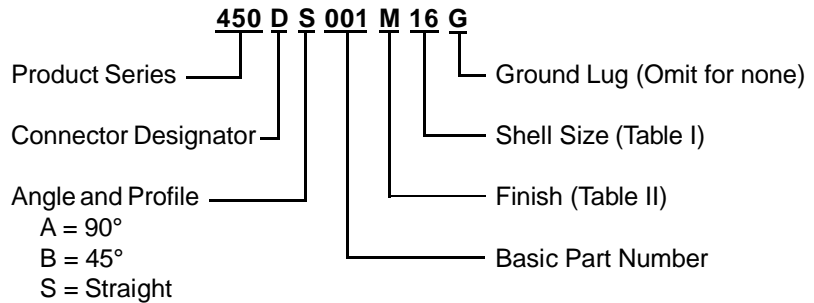 450 D S 001 M 16 G
Product Series
Ground Lug (Omit for none)
Connector Designator
Shell Size (Table I)
Angle and Profile
A = 90°
B = 45°
S = Straight
Finish (Table II)
Basic Part Number